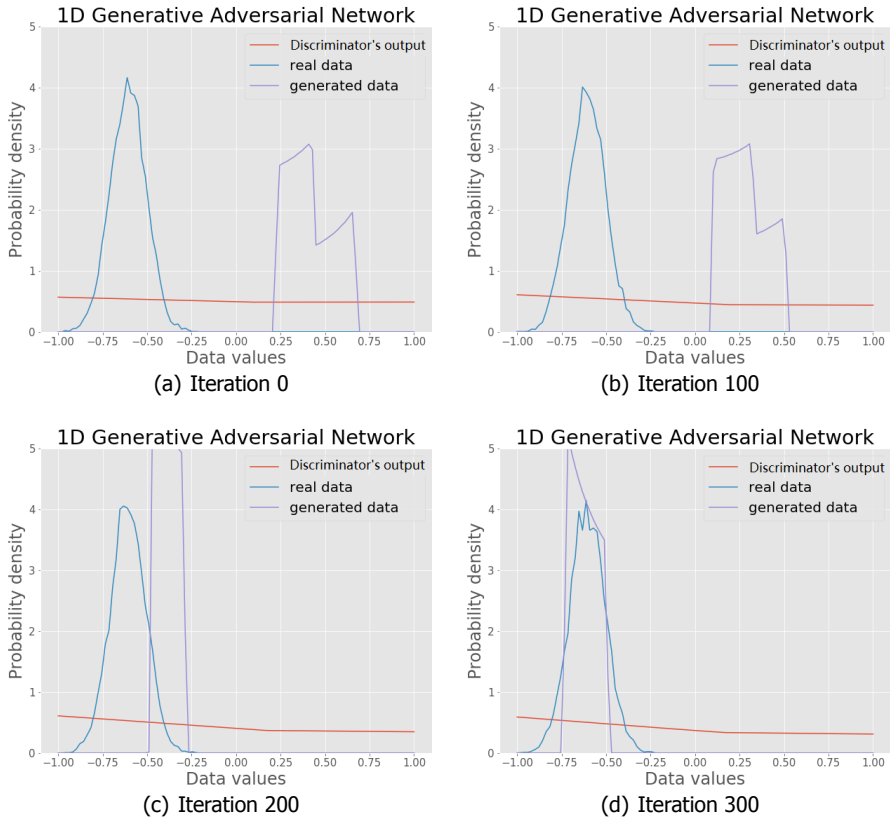 1D Generative Adversarial Network
Probability density
5
4
3
2
1
0
Discriminator's output
real data
generated data
−1.00 −0.75 −0.50 −0.25 0.00 0.25 0.50 0.75 1.00
Data values
(a) Iteration 0
1D Generative Adversarial Network
Probability density
5
4
3
2
1
0
Discriminator's output
real data
generated data
−1.00 −0.75 −0.50 −0.25 0.00 0.25 0.50 0.75 1.00
Data values
(b) Iteration 100
1D Generative Adversarial Network
Probability density
5
4
3
2
1
0
Discriminator's output
real data
generated data
−1.00 −0.75 −0.50 −0.25 0.00 0.25 0.50 0.75 1.00
Data values
(c) Iteration 200
1D Generative Adversarial Network
Probability density
5
4
3
2
1
0
Discriminator's output
real data
generated data
−1.00 −0.75 −0.50 −0.25 0.00 0.25 0.50 0.75 1.00
Data values
(d) Iteration 300